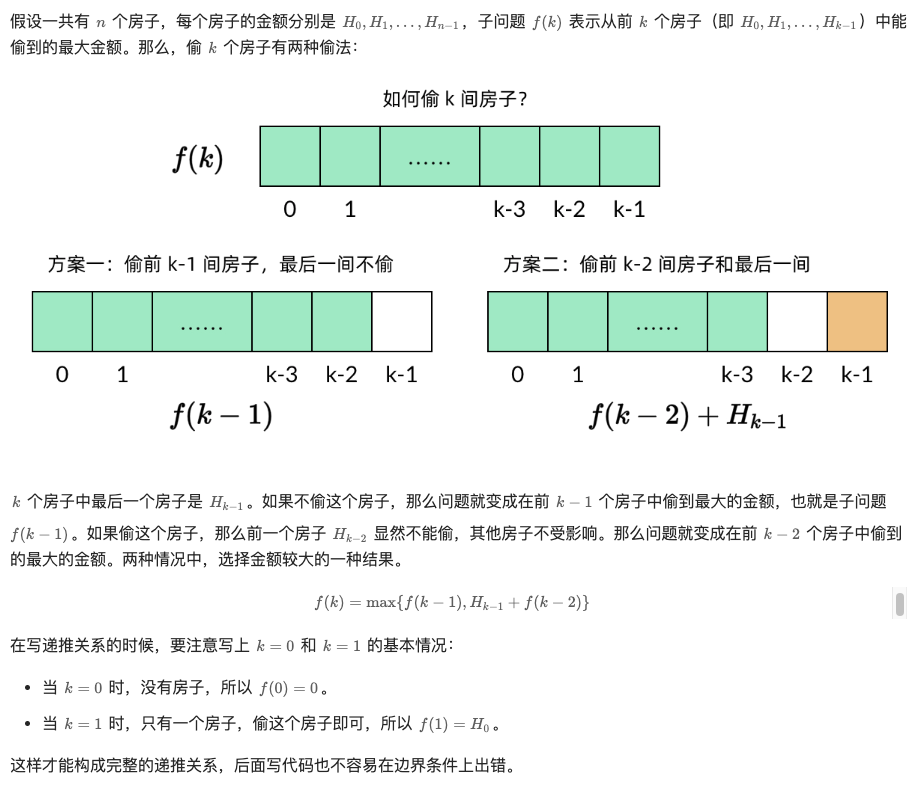 假设一共有 n 个房子，每个房子的金额分别是 H₀, H₁, . . . , Hₙ₋₁，子问题 f(k) 表示从前 k 个房子（即 H₀, H₁, . . . , Hₖ₋₁）中能
偷到的最大金额。那么，偷 k 个房子有两种偷法：
如何偷 k 间房子？
f(k)
......
0 1 k-3 k-2 k-1
方案一：偷前 k-1 间房子，最后一间不偷 方案二：偷前 k-2 间房子和最后一间
...... ......
0 1 k-3 k-2 k-1 0 1 k-3 k-2 k-1
f(k − 1) f(k − 2) + Hₖ₋₁
k 个房子中最后一个房子是 Hₖ₋₁。如果不偷这个房子，那么问题就变成在前 k − 1 个房子中偷到最大的金额，也就是子问题
f(k − 1)。如果偷这个房子，那么前一个房子 Hₖ₋₂ 显然不能偷，其他房子不受影响。那么问题就变成在前 k − 2 个房子中偷到
的最大的金额。两种情况中，选择金额较大的一种结果。
f(k) = max{f(k − 1), Hₖ₋₁ + f(k − 2)}
在写递推关系的时候，要注意写上 k = 0 和 k = 1 的基本情况：
• 当 k = 0 时，没有房子，所以 f(0) = 0。
• 当 k = 1 时，只有一个房子，偷这个房子即可，所以 f(1) = H₀。
这样才能构成完整的递推关系，后面写代码也不容易在边界条件上出错。